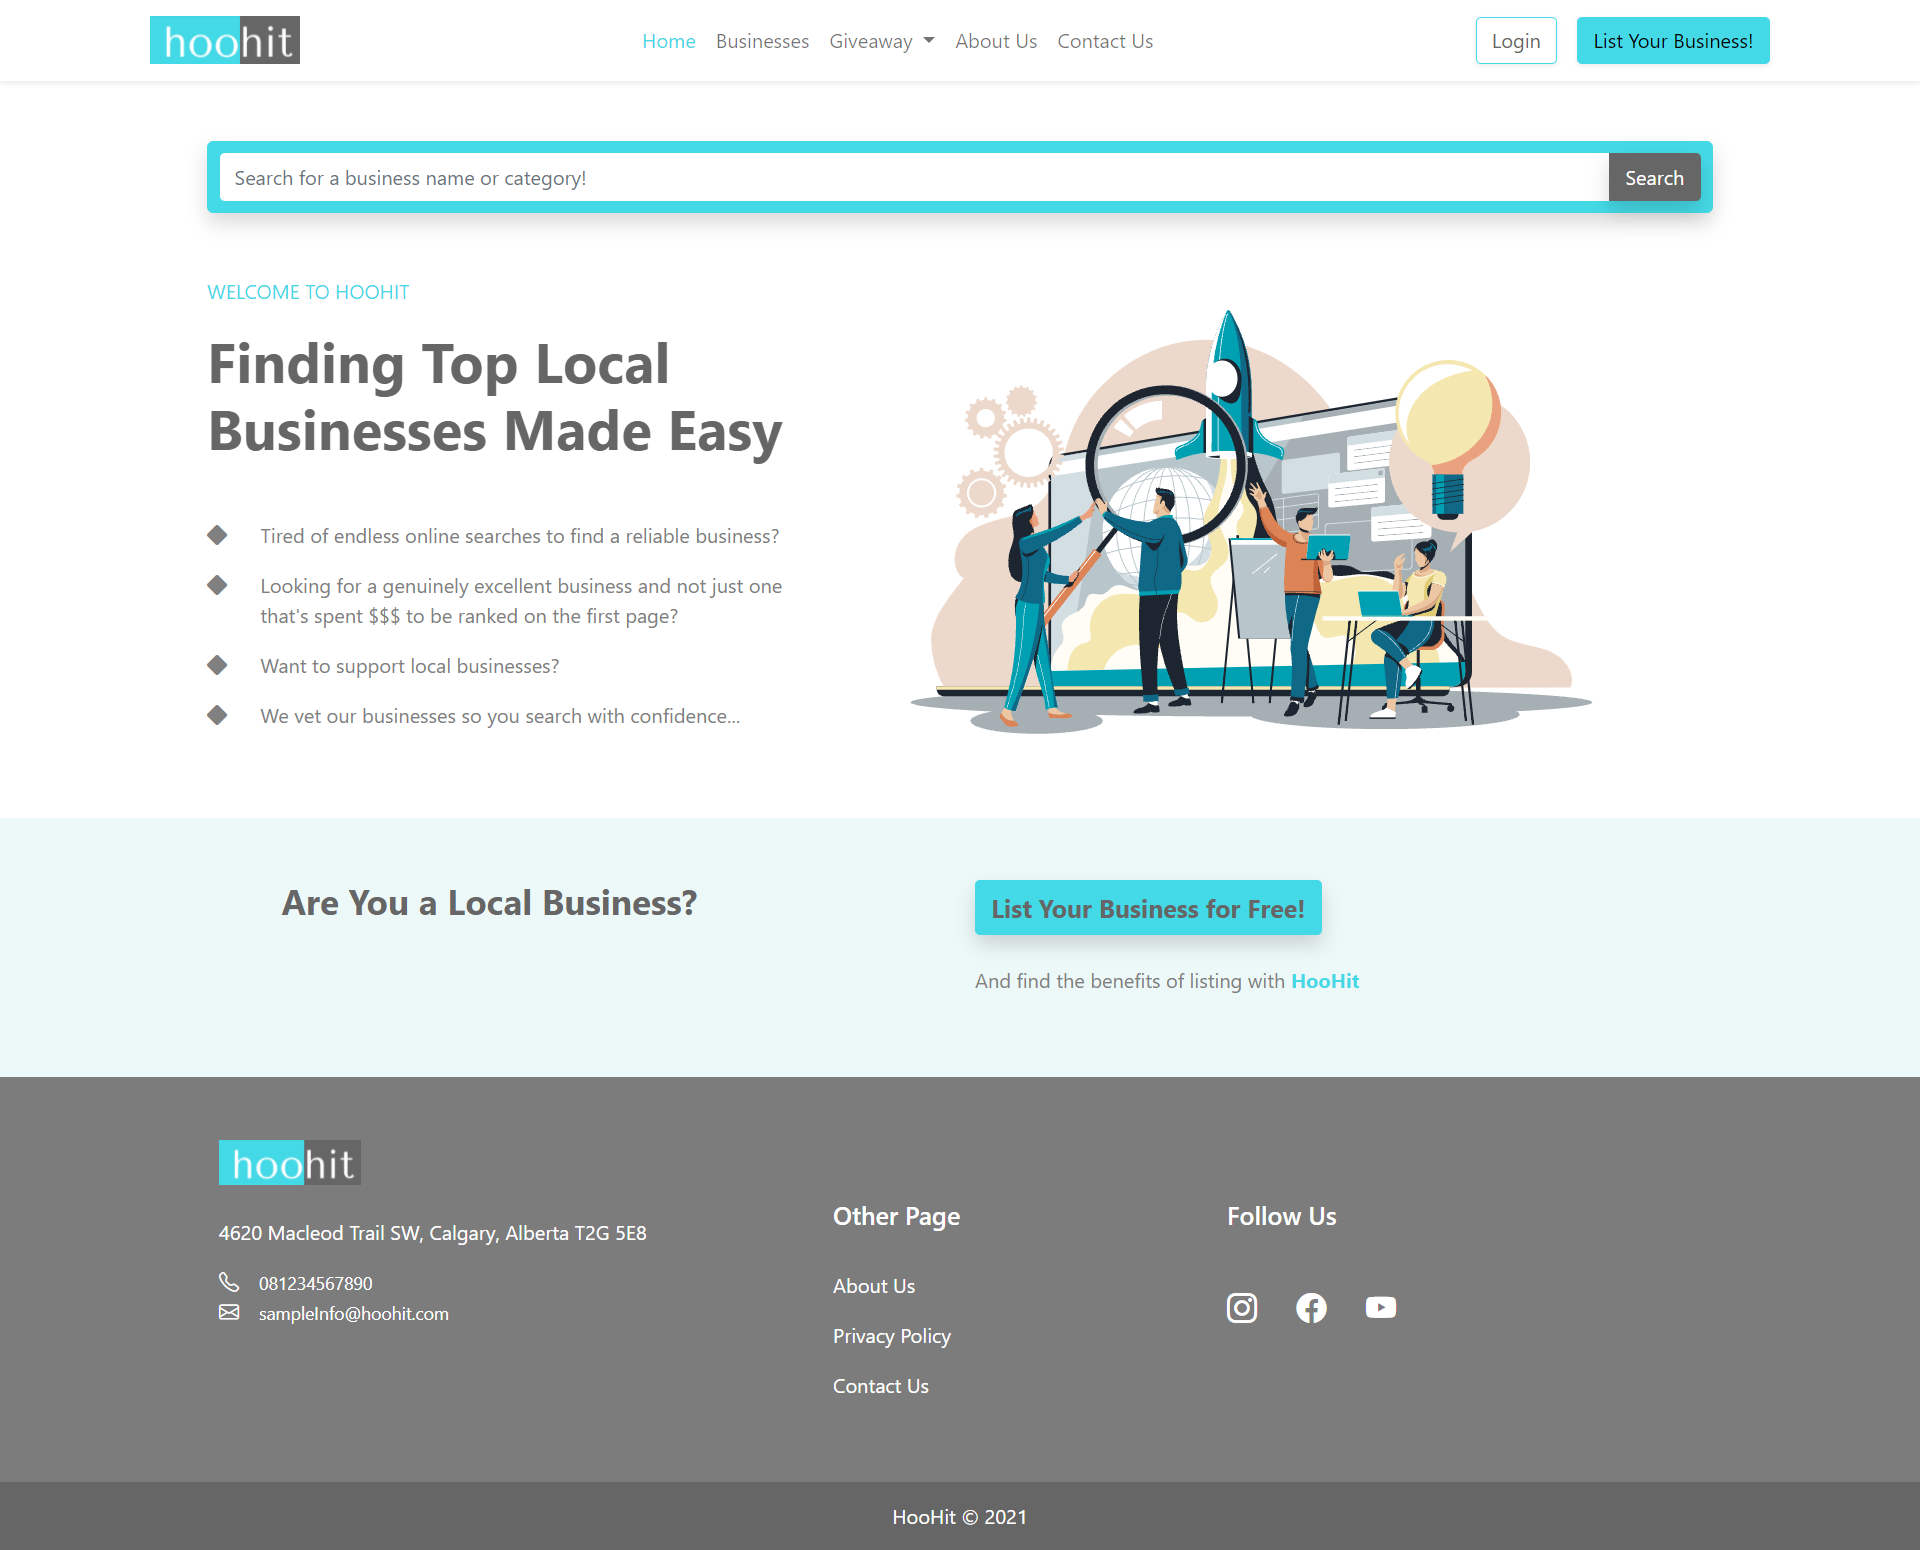 hoohit
Home Businesses Giveaway About Us Contact Us
Login List Your Business!
Search for a business name or category! Search
WELCOME TO HOOHIT
Finding Top Local
Businesses Made Easy
Tired of endless online searches to find a reliable business?
Looking for a genuinely excellent business and not just one
that's spent $$$ to be ranked on the first page?
Want to support local businesses?
We vet our businesses so you search with confidence...
Are You a Local Business?
List Your Business for Free!
And find the benefits of listing with HooHit
hoohit
4620 Macleod Trail SW, Calgary, Alberta T2G 5E8
081234567890
sampleInfo@hoohit.com
Other Page
About Us
Privacy Policy
Contact Us
Follow Us
HooHit © 2021